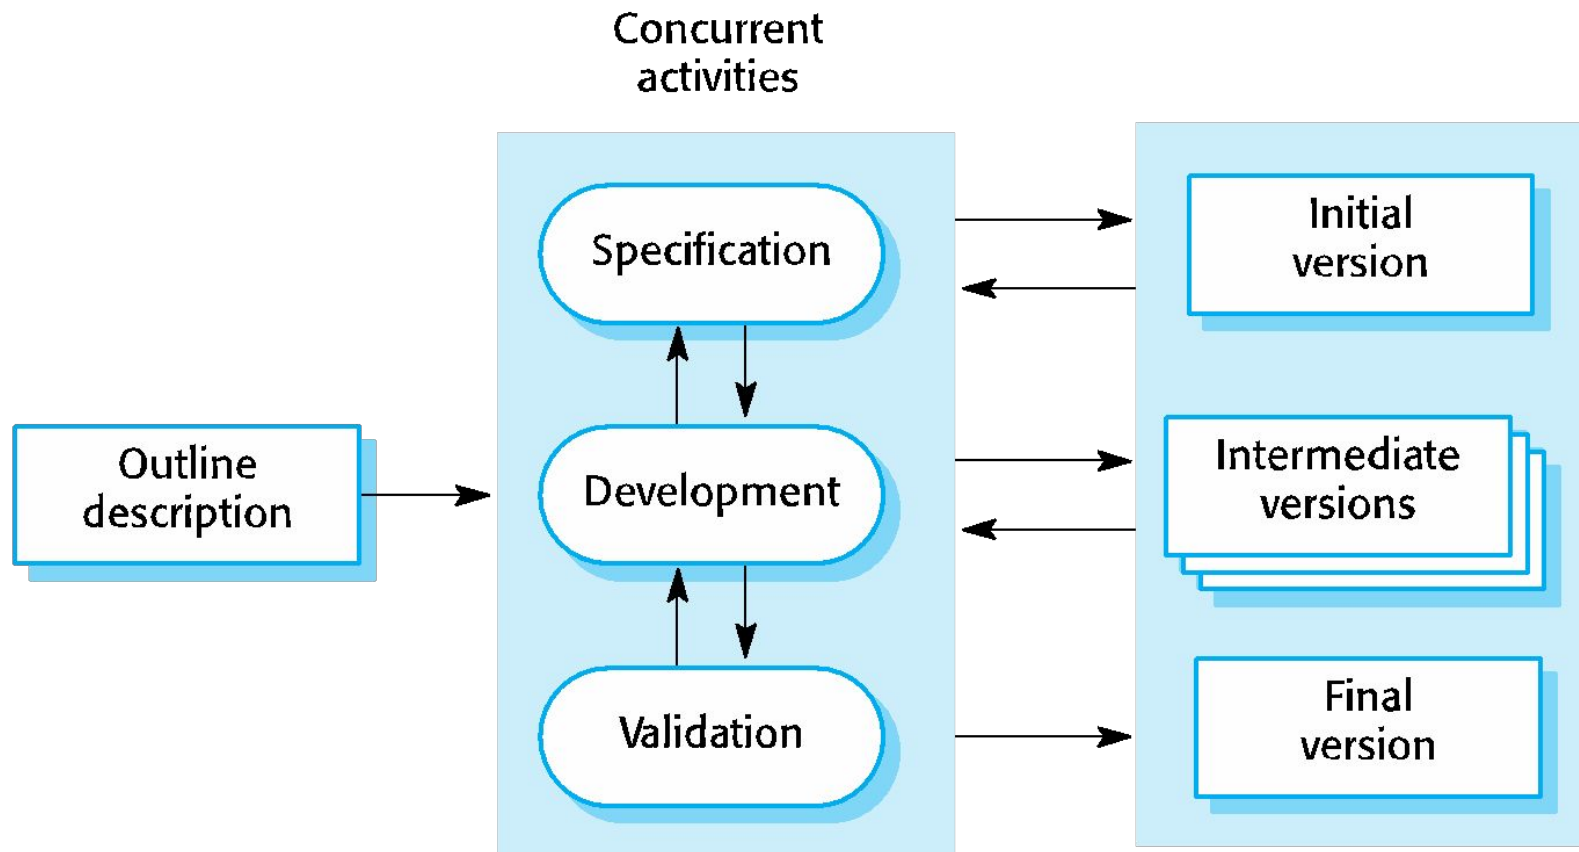 Concurrent
activities
Specification
Initial
version
Outline
description
Development
Intermediate
versions
Validation
Final
version